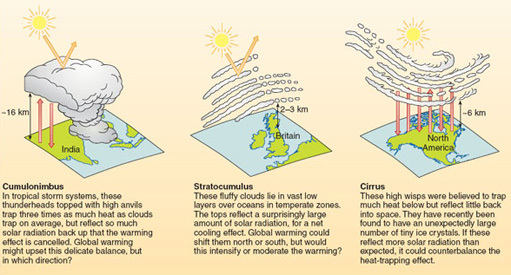 ~16 km
India
2–3 km
Britain
~6 km
North
America
Cumulonimbus
In tropical storm systems, these
thunderheads topped with high anvils
trap three times as much heat as clouds
trap on average, but reflect so much
solar radiation back up that the warming
effect is cancelled. Global warming
might upset this delicate balance, but
in which direction?
Stratocumulus
These fluffy clouds lie in vast low
layers over oceans in temperate zones.
The tops reflect a surprisingly large
amount of solar radiation, for a net
cooling effect. Global warming could
shift them north or south, but would
this intensify or moderate the warming?
Cirrus
These high wisps were believed to trap
much heat below but reflect little back
into space. They have recently been
found to have an unexpectedly large
number of tiny ice crystals. If these
reflect more solar radiation than
expected, it could counterbalance the
heat-trapping effect.